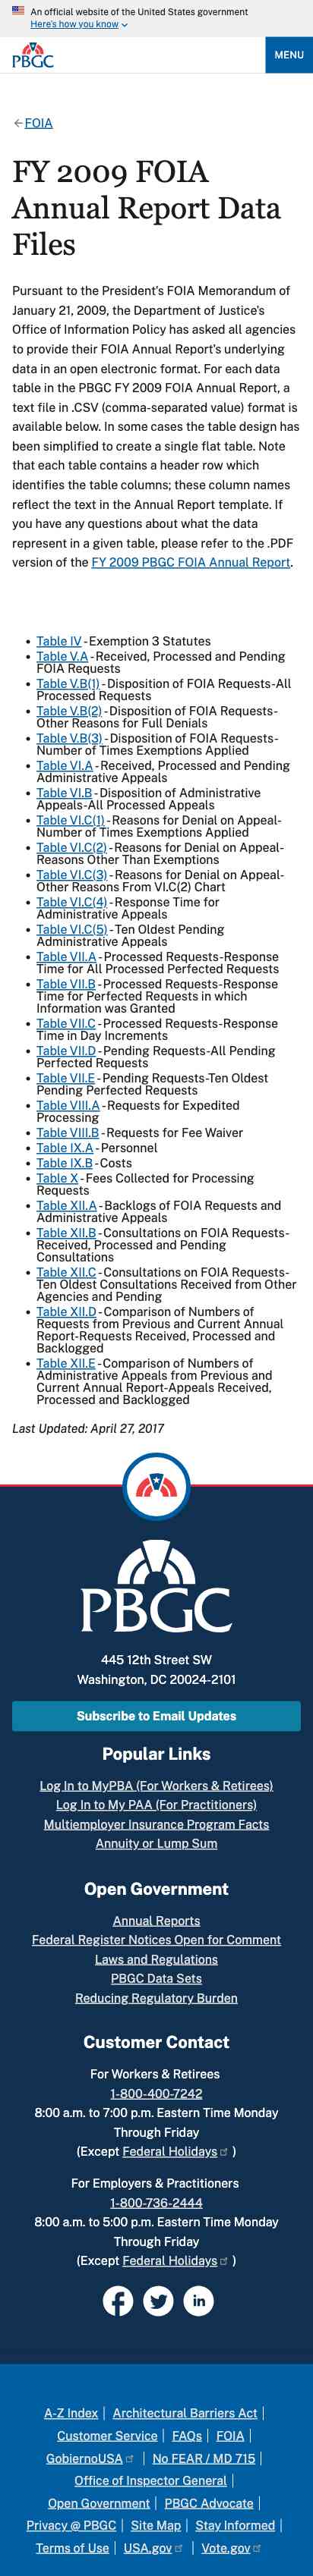 An official website of the United States government
Here's how you know
PBGC
MENU
FOIA
FY 2009 FOIA
Annual Report Data
Files
Pursuant to the President's FOIA Memorandum of
January 21, 2009, the Department of Justice's
Office of Information Policy has asked all agencies
to provide their FOIA Annual Report's underlying
data in an open electronic format. For each data
table in the PBGC FY 2009 FOIA Annual Report, a
text file in .CSV (comma-separated value) format is
available below. In some cases the table design has
been simplified to create a single flat table. Note
that each table contains a header row which
identifies the table columns; these column names
reflect the text in the Annual Report template. If
you have any questions about what the data
represent in a given table, please refer to the .PDF
version of the FY 2009 PBGC FOIA Annual Report.
• Table IV - Exemption 3 Statutes
• Table V.A - Received, Processed and Pending
FOIA Requests
• Table V.B(1) - Disposition of FOIA Requests-All
Processed Requests
• Table V.B(2) - Disposition of FOIA Requests-
Other Reasons for Full Denials
• Table V.B(3) - Disposition of FOIA Requests-
Number of Times Exemptions Applied
• Table VI.A - Received, Processed and Pending
Administrative Appeals
• Table VI.B - Disposition of Administrative
Appeals-All Processed Appeals
• Table VI.C(1) - Reasons for Denial on Appeal-
Number of Times Exemptions Applied
• Table VI.C(2) - Reasons for Denial on Appeal-
Reasons Other Than Exemptions
• Table VI.C(3) - Reasons for Denial on Appeal-
Other Reasons From VI.C(2) Chart
• Table VI.C(4) - Response Time for
Administrative Appeals
• Table VI.C(5) - Ten Oldest Pending
Administrative Appeals
• Table VII.A - Processed Requests-Response
Time for All Processed Perfected Requests
• Table VII.B - Processed Requests-Response
Time for Perfected Requests in which
Information was Granted
• Table VII.C - Processed Requests-Response
Time in Day Increments
• Table VII.D - Pending Requests-All Pending
Perfected Requests
• Table VII.E - Pending Requests-Ten Oldest
Pending Perfected Requests
• Table VIII.A - Requests for Expedited
Processing
• Table VIII.B - Requests for Fee Waiver
• Table IX.A - Personnel
• Table IX.B - Costs
• Table X - Fees Collected for Processing
Requests
• Table XII.A - Backlogs of FOIA Requests and
Administrative Appeals
• Table XII.B - Consultations on FOIA Requests-
Received, Processed and Pending
Consultations
• Table XII.C - Consultations on FOIA Requests-
Ten Oldest Consultations Received from Other
Agencies and Pending
• Table XII.D - Comparison of Numbers of
Requests from Previous and Current Annual
Report-Requests Received, Processed and
Backlogged
• Table XII.E - Comparison of Numbers of
Administrative Appeals from Previous and
Current Annual Report-Appeals Received,
Processed and Backlogged
Last Updated: April 27, 2017
PBGC
445 12th Street SW
Washington, DC 20024-2101
Subscribe to Email Updates
Popular Links
Log In to MyPBA (For Workers & Retirees)
Log In to My PAA (For Practitioners)
Multiemployer Insurance Program Facts
Annuity or Lump Sum
Open Government
Annual Reports
Federal Register Notices Open for Comment
Laws and Regulations
PBGC Data Sets
Reducing Regulatory Burden
Customer Contact
For Workers & Retirees
1-800-400-7242
8:00 a.m. to 7:00 p.m. Eastern Time Monday
Through Friday
(Except Federal Holidays )
For Employers & Practitioners
1-800-736-2444
8:00 a.m. to 5:00 p.m. Eastern Time Monday
Through Friday
(Except Federal Holidays )
A-Z Index | Architectural Barriers Act |
Customer Service | FAQs | FOIA |
GobiernoUSA | No FEAR / MD 715 |
Office of Inspector General |
Open Government | PBGC Advocate |
Privacy @ PBGC | Site Map | Stay Informed |
Terms of Use | USA.gov | Vote.gov